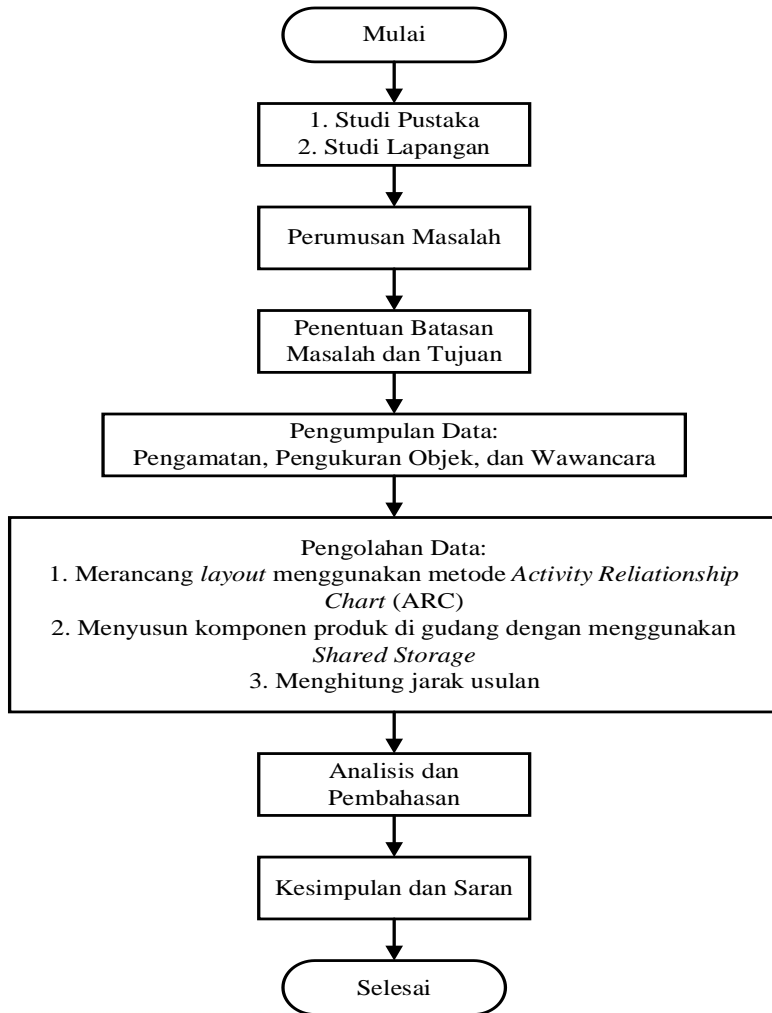 Mulai
1. Studi Pustaka
2. Studi Lapangan
Perumusan Masalah
Penentuan Batasan
Masalah dan Tujuan
Pengumpulan Data:
Pengamatan, Pengukuran Objek, dan Wawancara
Pengolahan Data:
1. Merancang layout menggunakan metode Activity Reliationship
Chart (ARC)
2. Menyusun komponen produk di gudang dengan menggunakan
Shared Storage
3. Menghitung jarak usulan
Analisis dan
Pembahasan
Kesimpulan dan Saran
Selesai